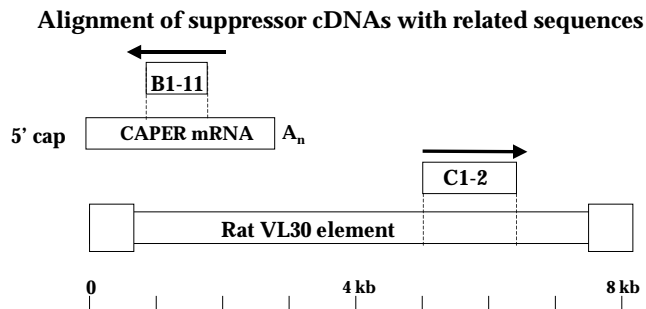 Alignment of suppressor cDNAs with related sequences
B1-11
5’ cap CAPER mRNA An
C1-2
Rat VL30 element
0 4 kb 8 kb